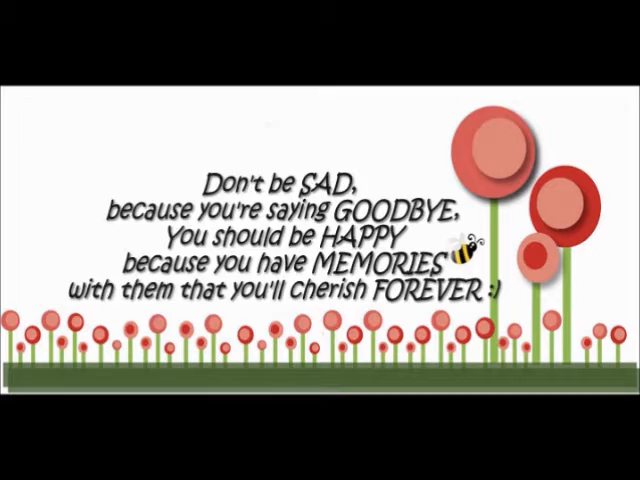 Don't be SAD,
because you're saying GOODBYE,
You should be HAPPY
because you have MEMORIES
with them that you'll cherish FOREVER :)